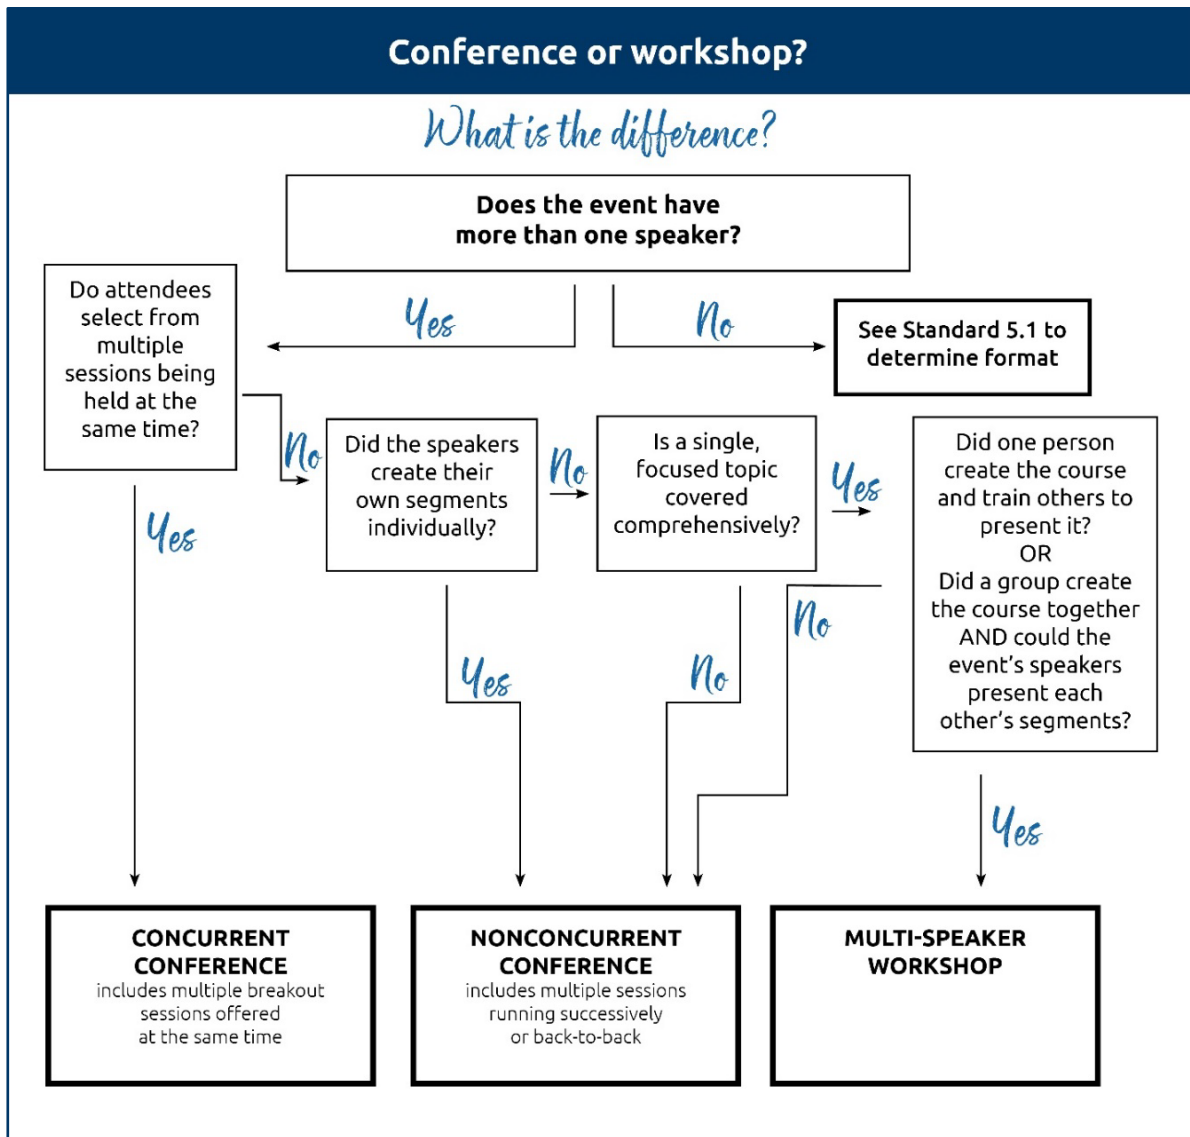 Conference or workshop?
What is the difference?
Does the event have
more than one speaker?
Do attendees
select from
multiple
sessions being
held at the
same time?
Yes
No
See Standard 5.1 to
determine format
No
Did the speakers
create their
own segments
individually?
No
Is a single,
focused topic
covered
comprehensively?
Yes
Did one person
create the course
and train others to
present it?
OR
Did a group create
the course together
AND could the
event's speakers
present each
other's segments?
Yes
Yes
No
No
Yes
CONCURRENT
CONFERENCE
includes multiple breakout
sessions offered
at the same time
NONCONCURRENT
CONFERENCE
includes multiple sessions
running successively
or back-to-back
MULTI-SPEAKER
WORKSHOP